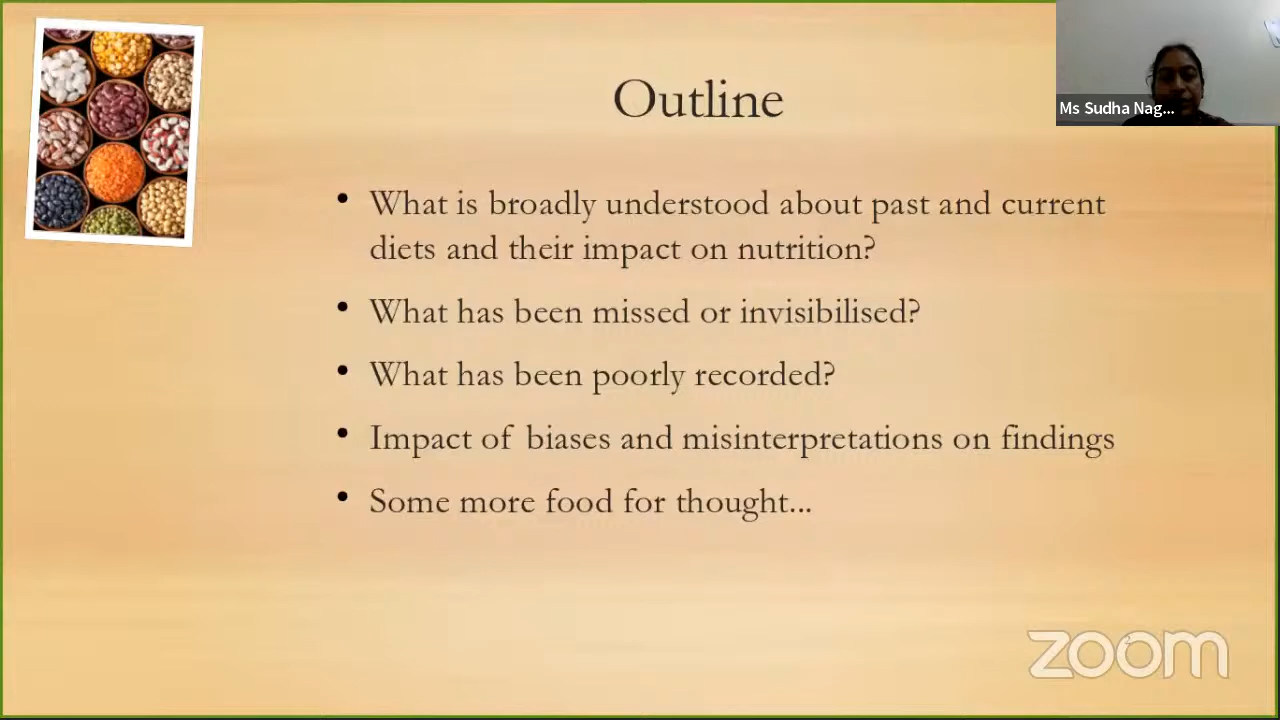 Outline
Ms Sudha Nag...
• What is broadly understood about past and current
diets and their impact on nutrition?
• What has been missed or invisibilised?
• What has been poorly recorded?
• Impact of biases and misinterpretations on findings
• Some more food for thought...
zoom